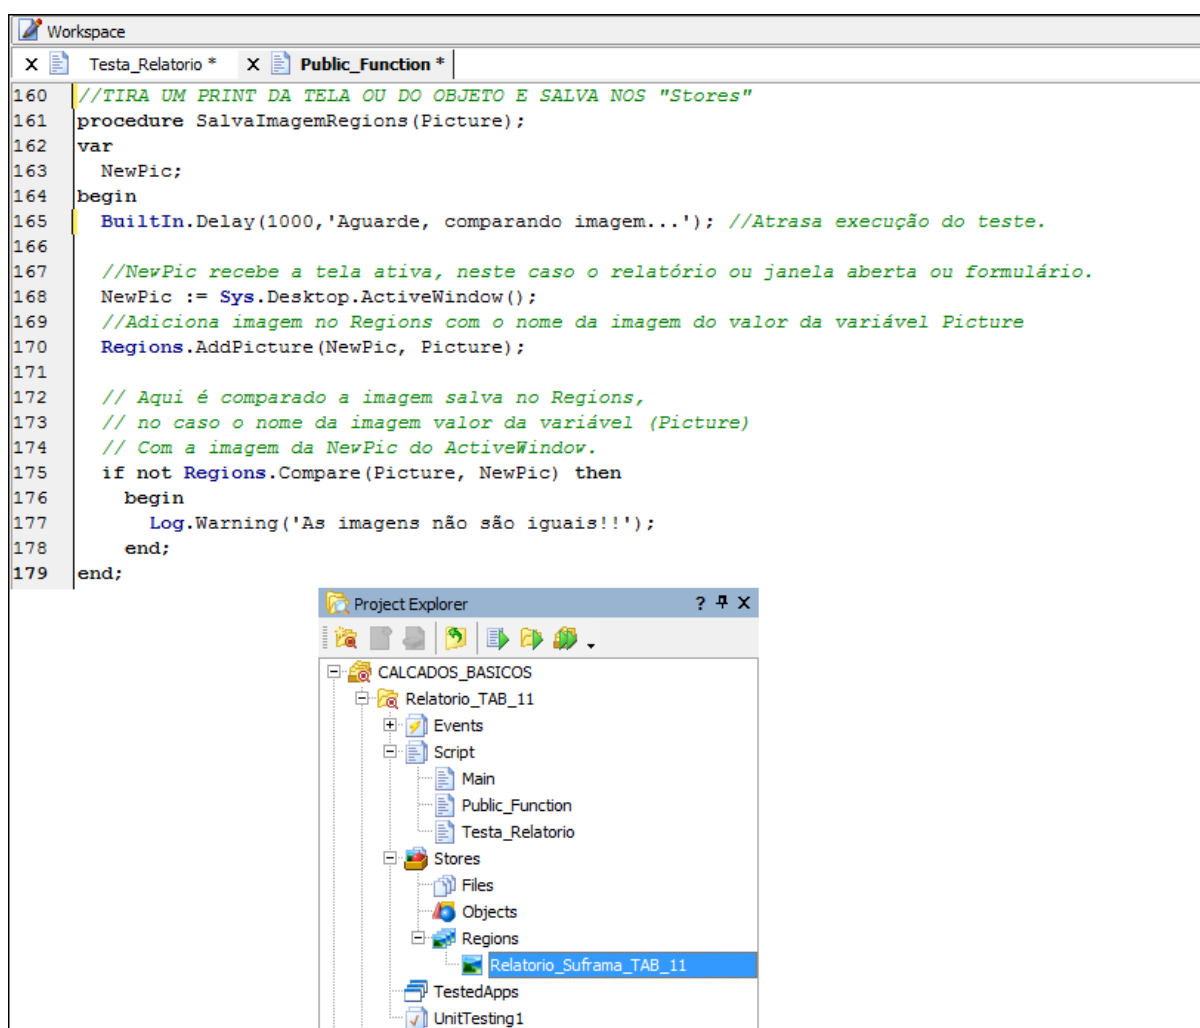 Workspace
X Testa_Relatorio * X Public_Function *
160 //TIRA UM PRINT DA TELA OU DO OBJETO E SALVA NOS "Stores"
161 procedure SalvaImagemRegions(Picture);
162 var
163 NewPic;
164 begin
165 BuiltIn.Delay(1000,'Aguarde, comparando imagem...'); //Atrasa execução do teste.
166
167 //NewPic recebe a tela ativa, neste caso o relatório ou janela aberta ou formulário.
168 NewPic := Sys.Desktop.ActiveWindow();
169 //Adiciona imagem no Regions com o nome da imagem do valor da variável Picture
170 Regions.AddPicture(NewPic, Picture);
171
172 // Aqui é comparado a imagem salva no Regions,
173 // no caso o nome da imagem valor da variável (Picture)
174 // Com a imagem da NewPic do ActiveWindow.
175 if not Regions.Compare(Picture, NewPic) then
176 begin
177 Log.Warning('As imagens não são iguais!!');
178 end;
179 end;
Project Explorer ? X
CALCADOS_BASICOS
Relatorio_TAB_11
Events
Script
Main
Public_Function
Testa_Relatorio
Stores
Files
Objects
Regions
Relatorio_Suframa_TAB_11
TestedApps
UnitTesting1